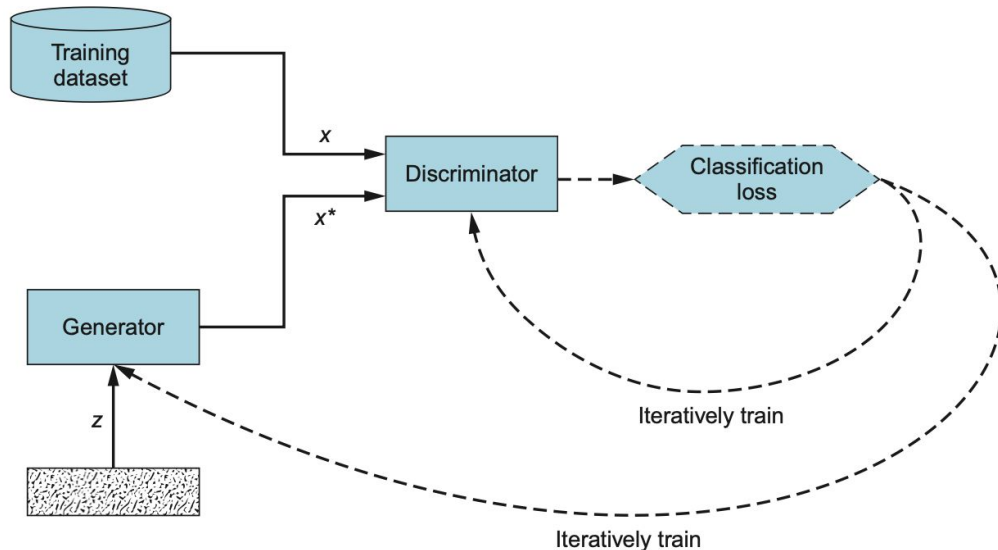 Training
dataset
x
Discriminator
Classification
loss
x*
Generator
z
Iteratively train
Iteratively train